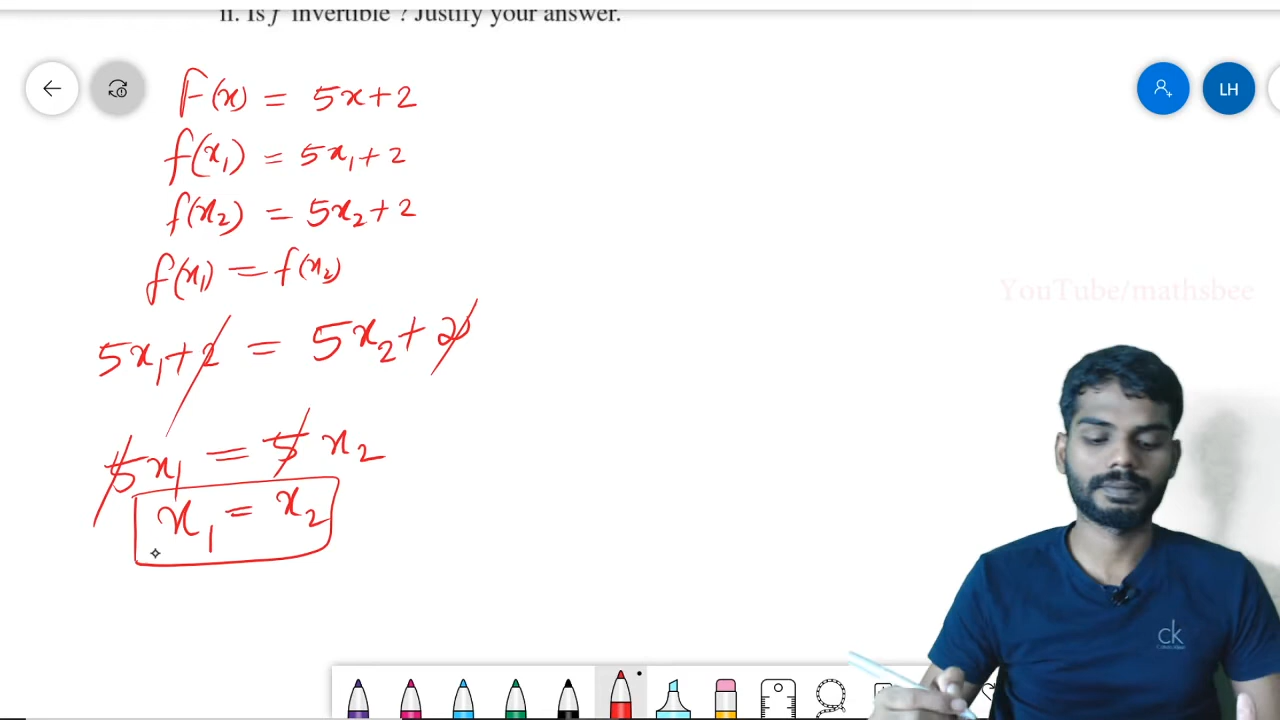 ii. Is f invertible ? Justify your answer.
F(x) = 5x+2
LH
f(x₁) = 5x₁+2
f(x₂) = 5x₂+2
f(x₁) = f(x₂)
YouTube/mathsbee
5x₁+2 = 5x₂+2
5x₁ = 5x₂
x₁ = x₂
ck